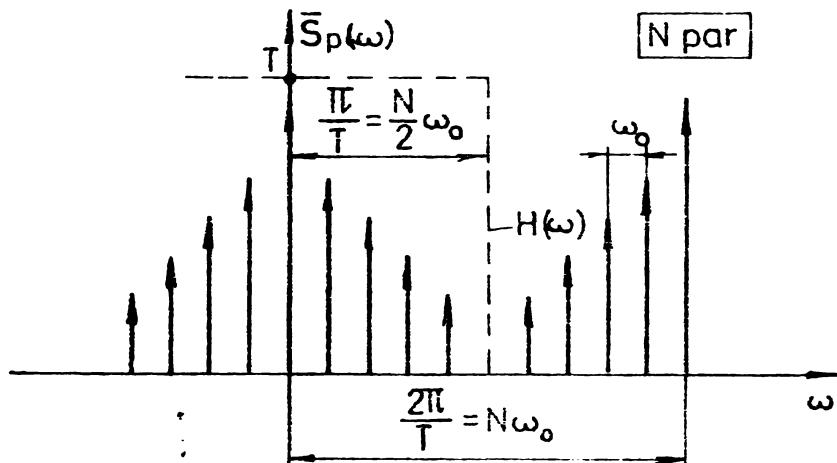 S̄p(ω)
N par
T
π/T = N/2 ω₀
ω₀
H(ω)
ω
2π/T = Nω₀